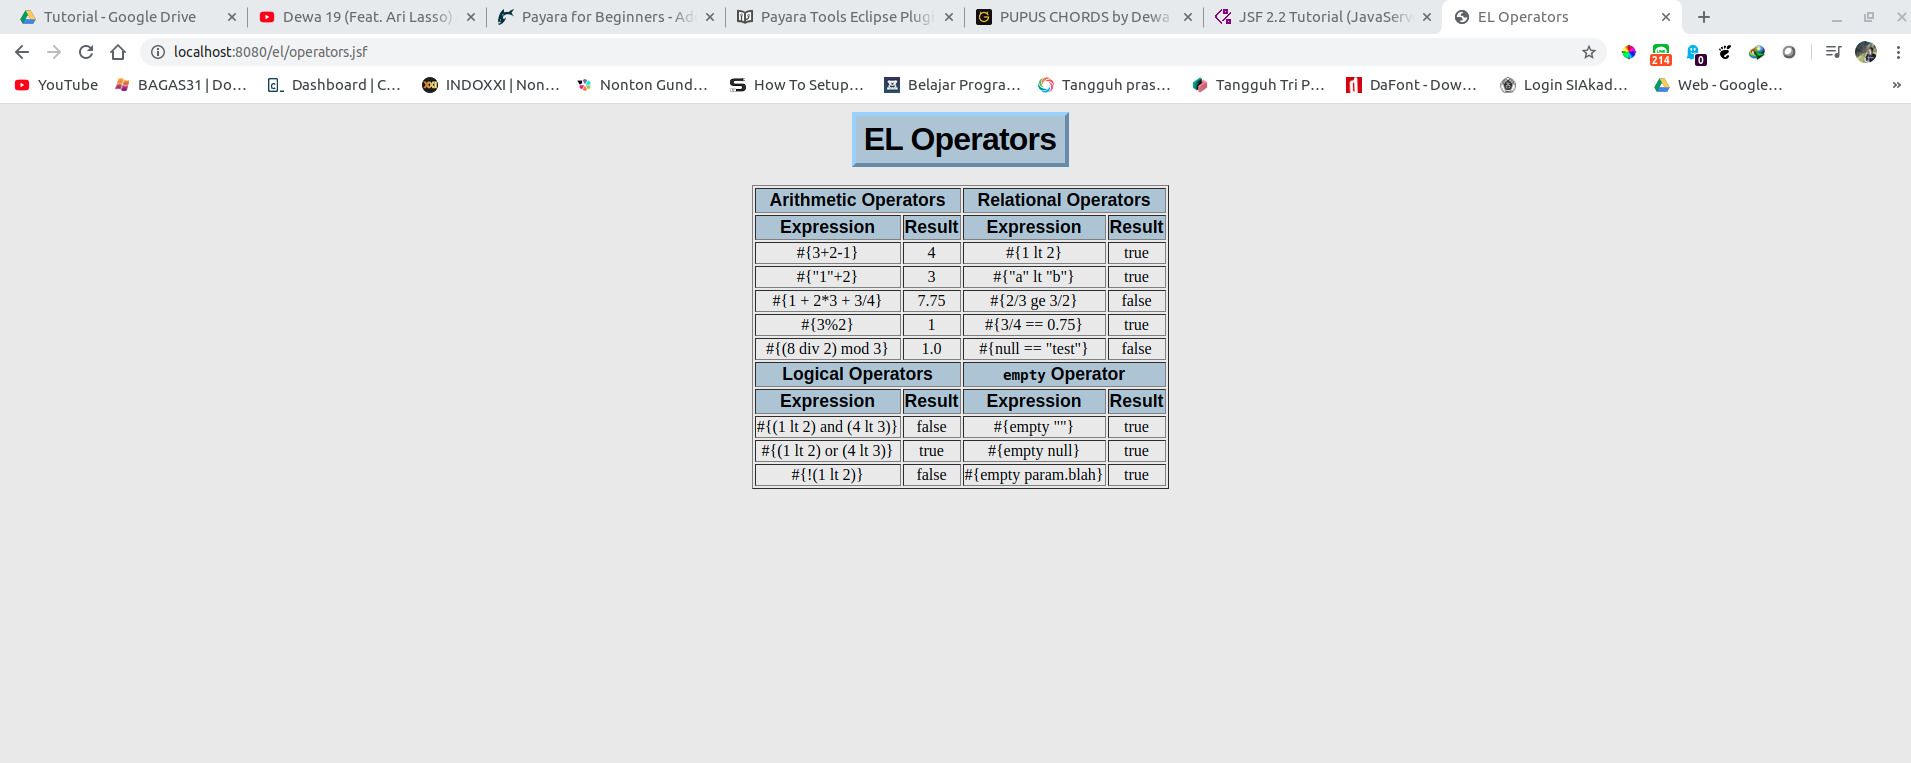 Tutorial - Google Drive Dewa 19 (Feat. Ari Lasso) Payara for Beginners - Ad Payara Tools Eclipse Plug PUPUS CHORDS by Dewa JSF 2.2 Tutorial (JavaServ EL Operators
localhost:8080/el/operators.jsf 214 0
YouTube BAGAS31 | Do... Dashboard | C... INDOXXI | Non... Nonton Gund... How To Setup... Belajar Progra... Tangguh pras... Tangguh Tri P... DaFont - Dow... Login SIAkad... Web - Google... »
EL Operators
Arithmetic Operators Relational Operators
Expression Result Expression Result
#{3+2-1} 4 #{1 lt 2} true
#{"1"+2} 3 #{"a" lt "b"} true
#{1 + 2*3 + 3/4} 7.75 #{2/3 ge 3/2} false
#{3%2} 1 #{3/4 == 0.75} true
#{(8 div 2) mod 3} 1.0 #{null == "test"} false
Logical Operators empty Operator
Expression Result Expression Result
#{(1 lt 2) and (4 lt 3)} false #{empty ""} true
#{(1 lt 2) or (4 lt 3)} true #{empty null} true
#{!(1 lt 2)} false #{empty param.blah} true